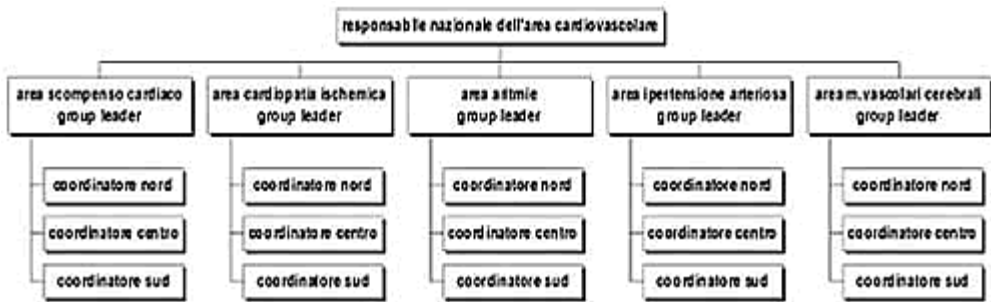 responsabile nazionale dell'area cardiovascolare
area scompenso cardiaco
group leader
coordinatore nord
coordinatore centro
coordinatore sud
area cardiopatia ischemica
group leader
coordinatore nord
coordinatore centro
coordinatore sud
area aritmie
group leader
coordinatore nord
coordinatore centro
coordinatore sud
area ipertensione arteriosa
group leader
coordinatore nord
coordinatore centro
coordinatore sud
area m. vascolari cerebrali
group leader
coordinatore nord
coordinatore centro
coordinatore sud